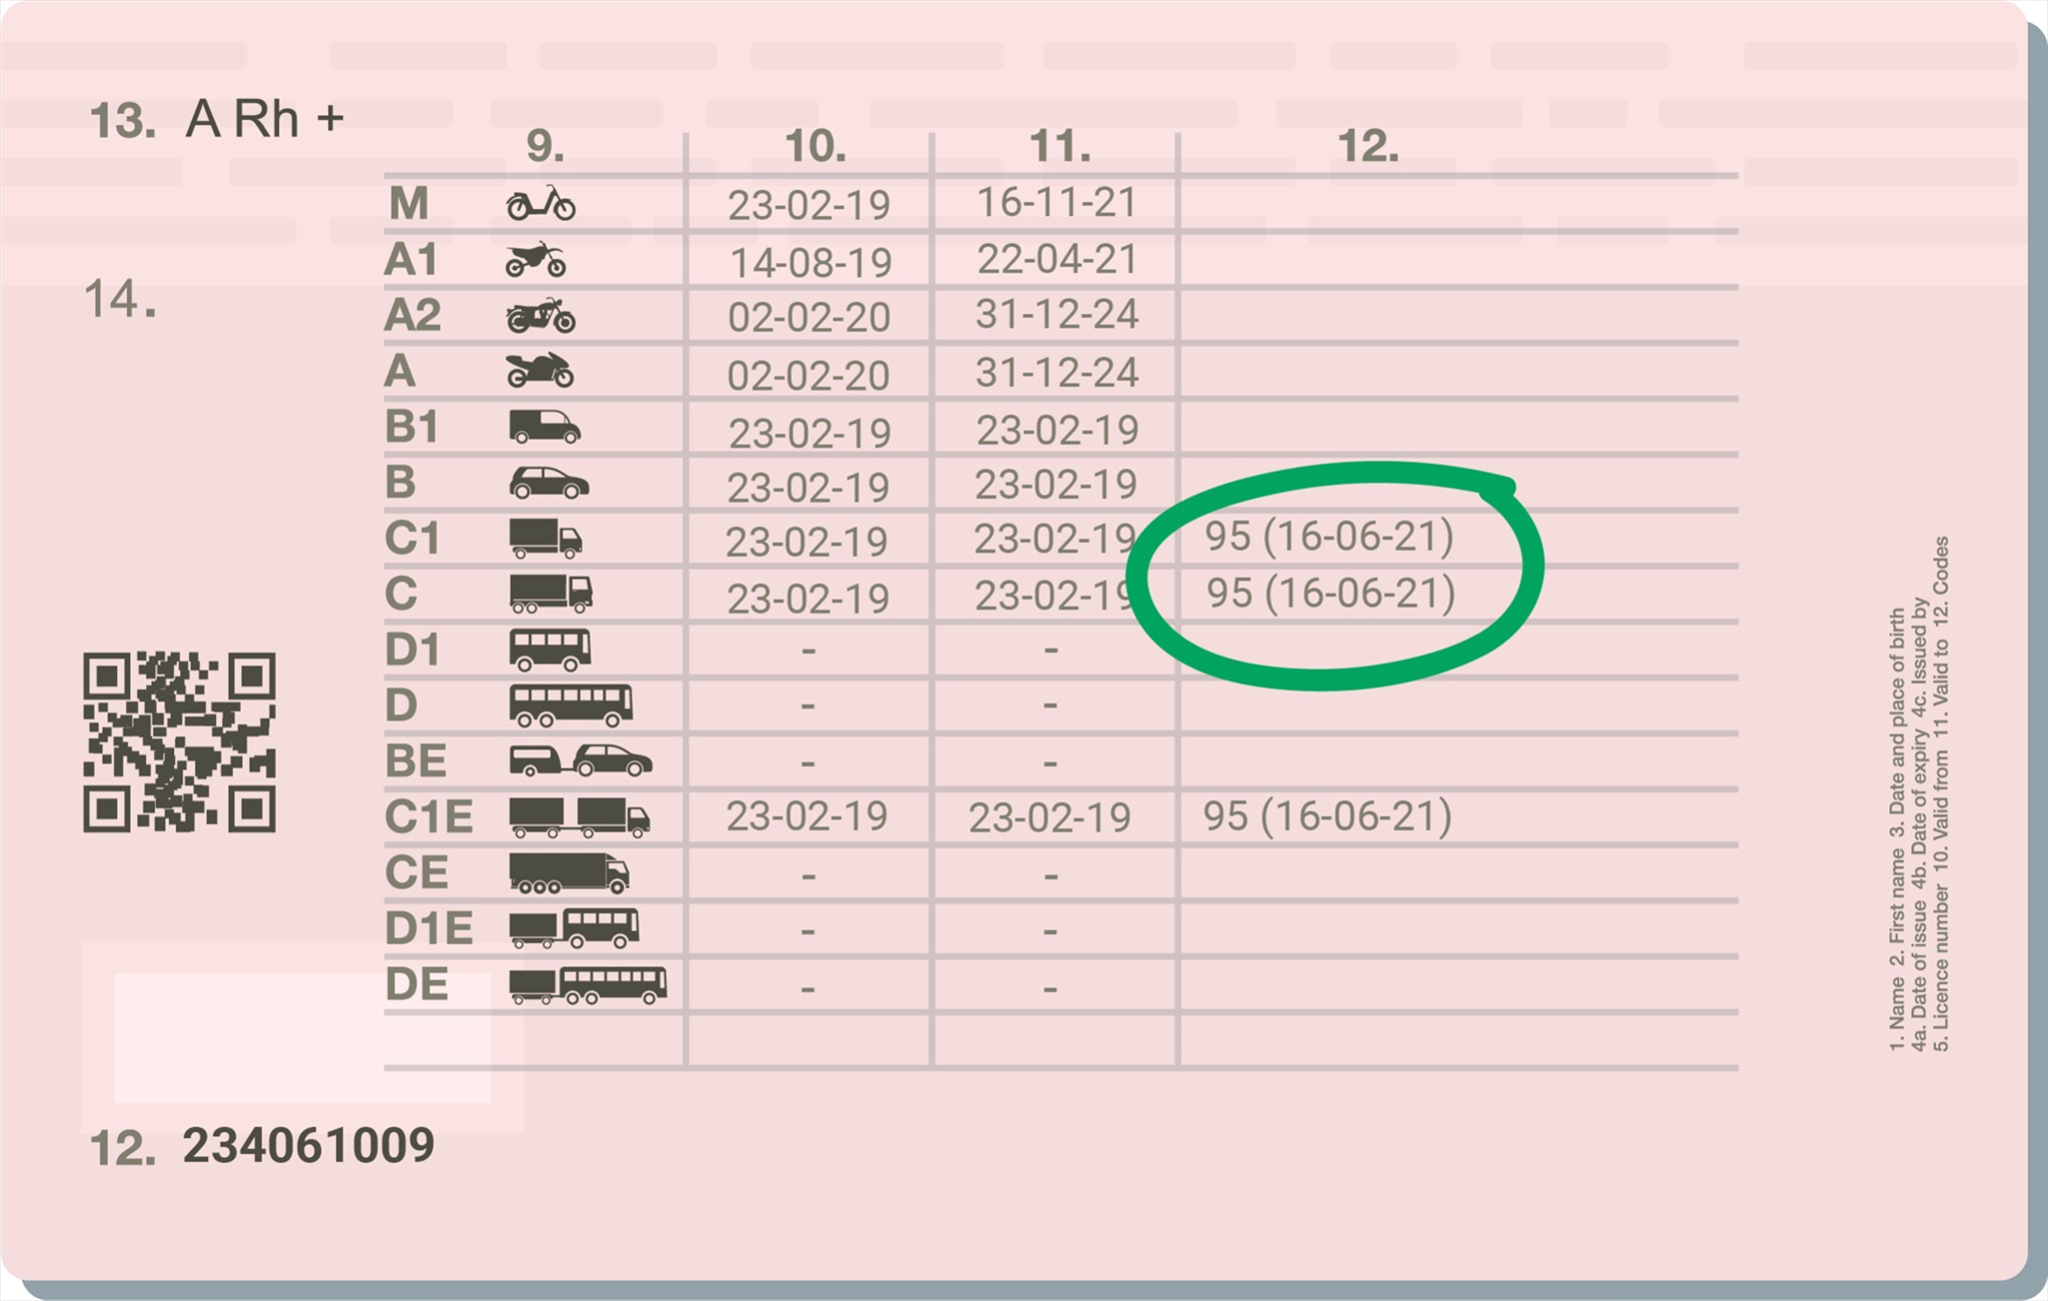 13. A Rh +
9. 10. 11. 12.
M 23-02-19 16-11-21
A1 14-08-19 22-04-21
14.
A2 02-02-20 31-12-24
A 02-02-20 31-12-24
B1 23-02-19 23-02-19
B 23-02-19 23-02-19
C1 23-02-19 23-02-19 95 (16-06-21)
C 23-02-19 23-02-19 95 (16-06-21)
D1 - -
D - -
BE - -
C1E 23-02-19 23-02-19 95 (16-06-21)
CE - -
D1E - -
DE - -
12. 234061009
1. Name 2. First name 3. Date and place of birth
4a. Date of issue 4b. Date of expiry 4c. Issued by
5. Licence number 10. Valid from 11. Valid to 12. Codes